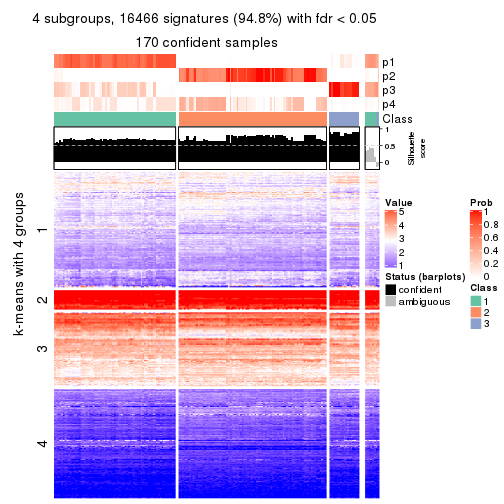 4 subgroups, 16466 signatures (94.8%) with fdr < 0.05
170 confident samples
p1
p2
p3
p4
Class
1
0.5
0
Silhouette
score
k-means with 4 groups
1
2
3
4
Value
5
4
3
2
1
Status (barplots)
confident
ambiguous
Prob
1
0.8
0.6
0.4
0.2
0
Class
1
2
3